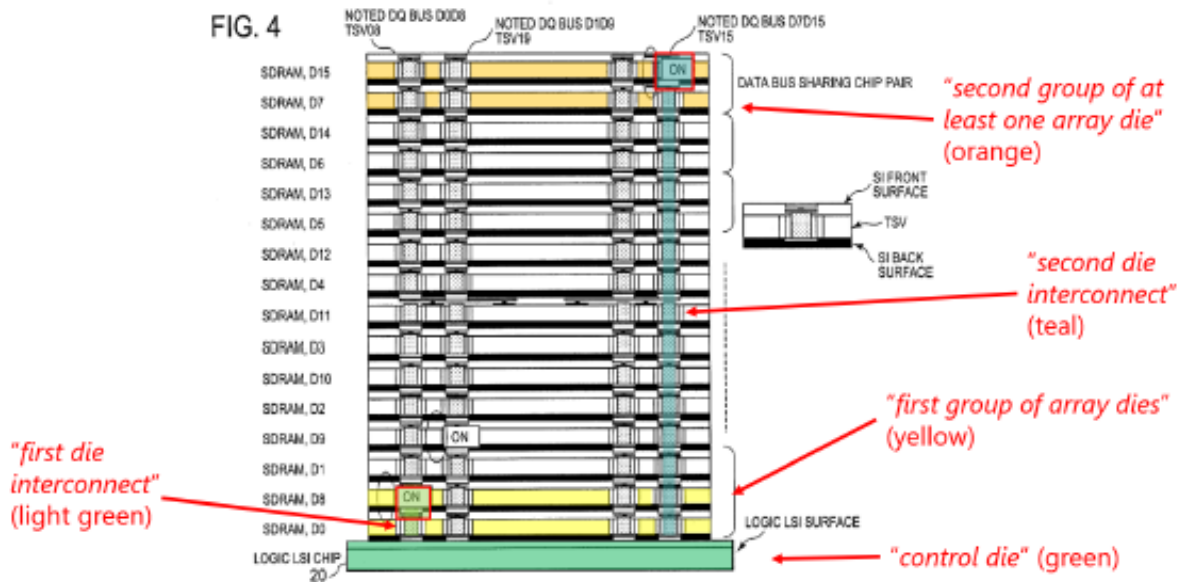 FIG. 4
NOTED DQ BUS D0D8
TSV08
NOTED DQ BUS D1D9
TSV19
NOTED DQ BUS D7D15
TSV15
SDRAM, D15
SDRAM, D7
SDRAM, D14
SDRAM, D6
SDRAM, D13
SDRAM, D5
SDRAM, D12
SDRAM, D4
SDRAM, D11
SDRAM, D3
SDRAM, D10
SDRAM, D2
SDRAM, D9
SDRAM, D1
SDRAM, D8
SDRAM, D0
LOGIC LSI CHIP
20
ON
ON
ON
DATA BUS SHARING CHIP PAIR
"second group of at
least one array die"
(orange)
SI FRONT
SURFACE
TSV
SI BACK
SURFACE
"second die
interconnect"
(teal)
"first group of array dies"
(yellow)
"first die
interconnect"
(light green)
LOGIC LSI SURFACE
"control die" (green)